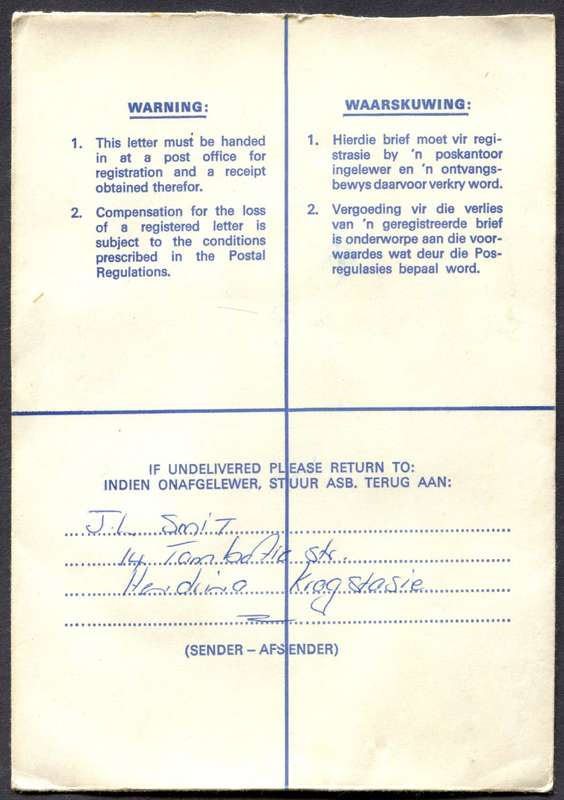 WARNING:
1. This letter must be handed
in at a post office for
registration and a receipt
obtained therefor.
2. Compensation for the loss
of a registered letter is
subject to the conditions
prescribed in the Postal
Regulations.
WAARSKUWING:
1. Hierdie brief moet vir regi-
strasie by 'n poskantoor
ingelewer en 'n ontvangs-
bewys daarvoor verkry word.
2. Vergoeding vir die verlies
van 'n geregistreerde brief
is onderworpe aan die voor-
waardes wat deur die Pos-
regulasies bepaal word.
IF UNDELIVERED PLEASE RETURN TO:
INDIEN ONAFGELEWER, STUUR ASB. TERUG AAN:
J.L. Smit
14 Tambotie str.
Hendrina Kragstasie
(SENDER – AFSENDER)